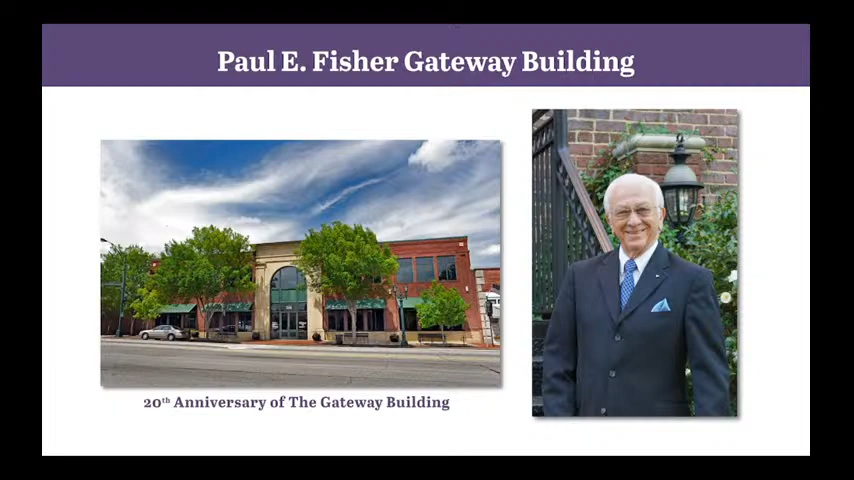 Paul E. Fisher Gateway Building
20th Anniversary of The Gateway Building